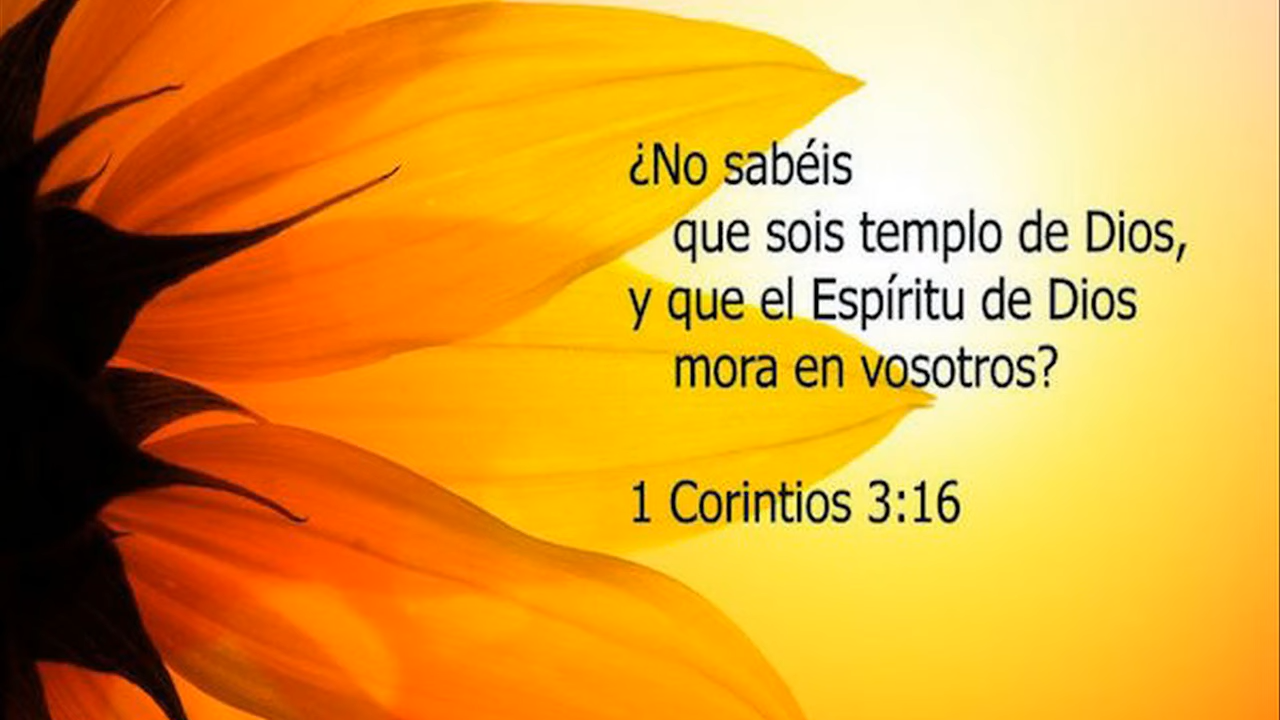 ¿No sabéis
que sois templo de Dios,
y que el Espíritu de Dios
mora en vosotros?
1 Corintios 3:16